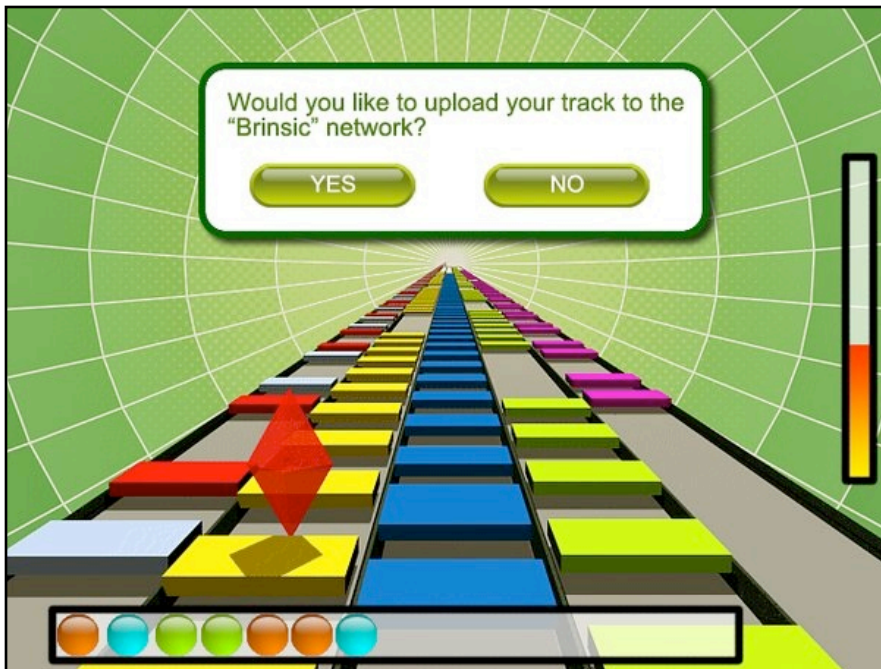 Would you like to upload your track to the
“Brinsic” network?
YES
NO